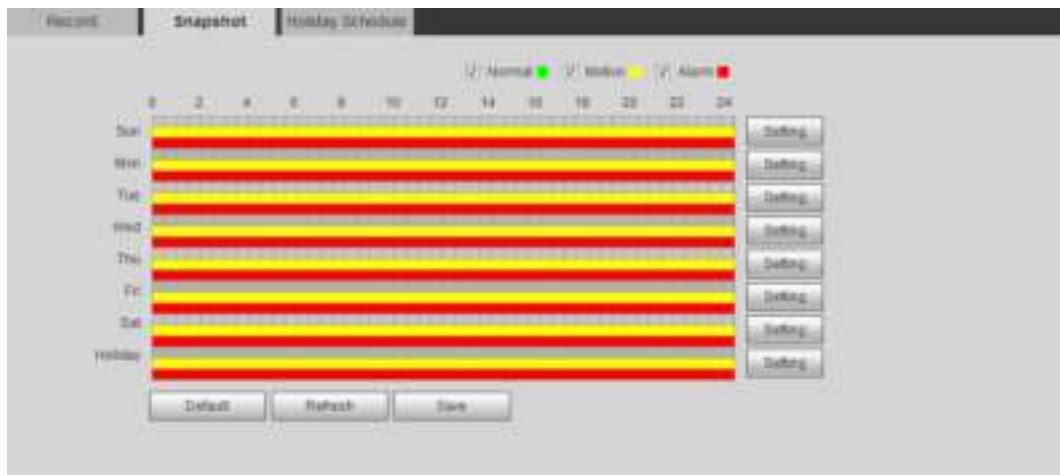 Record Snapshot Holiday Schedule
Normal Motion Alarm
0 2 4 6 8 10 12 14 16 18 20 22 24
Sun Setting
Mon Setting
Tue Setting
Wed Setting
Thu Setting
Fri Setting
Sat Setting
Holiday Setting
Default Refresh Save